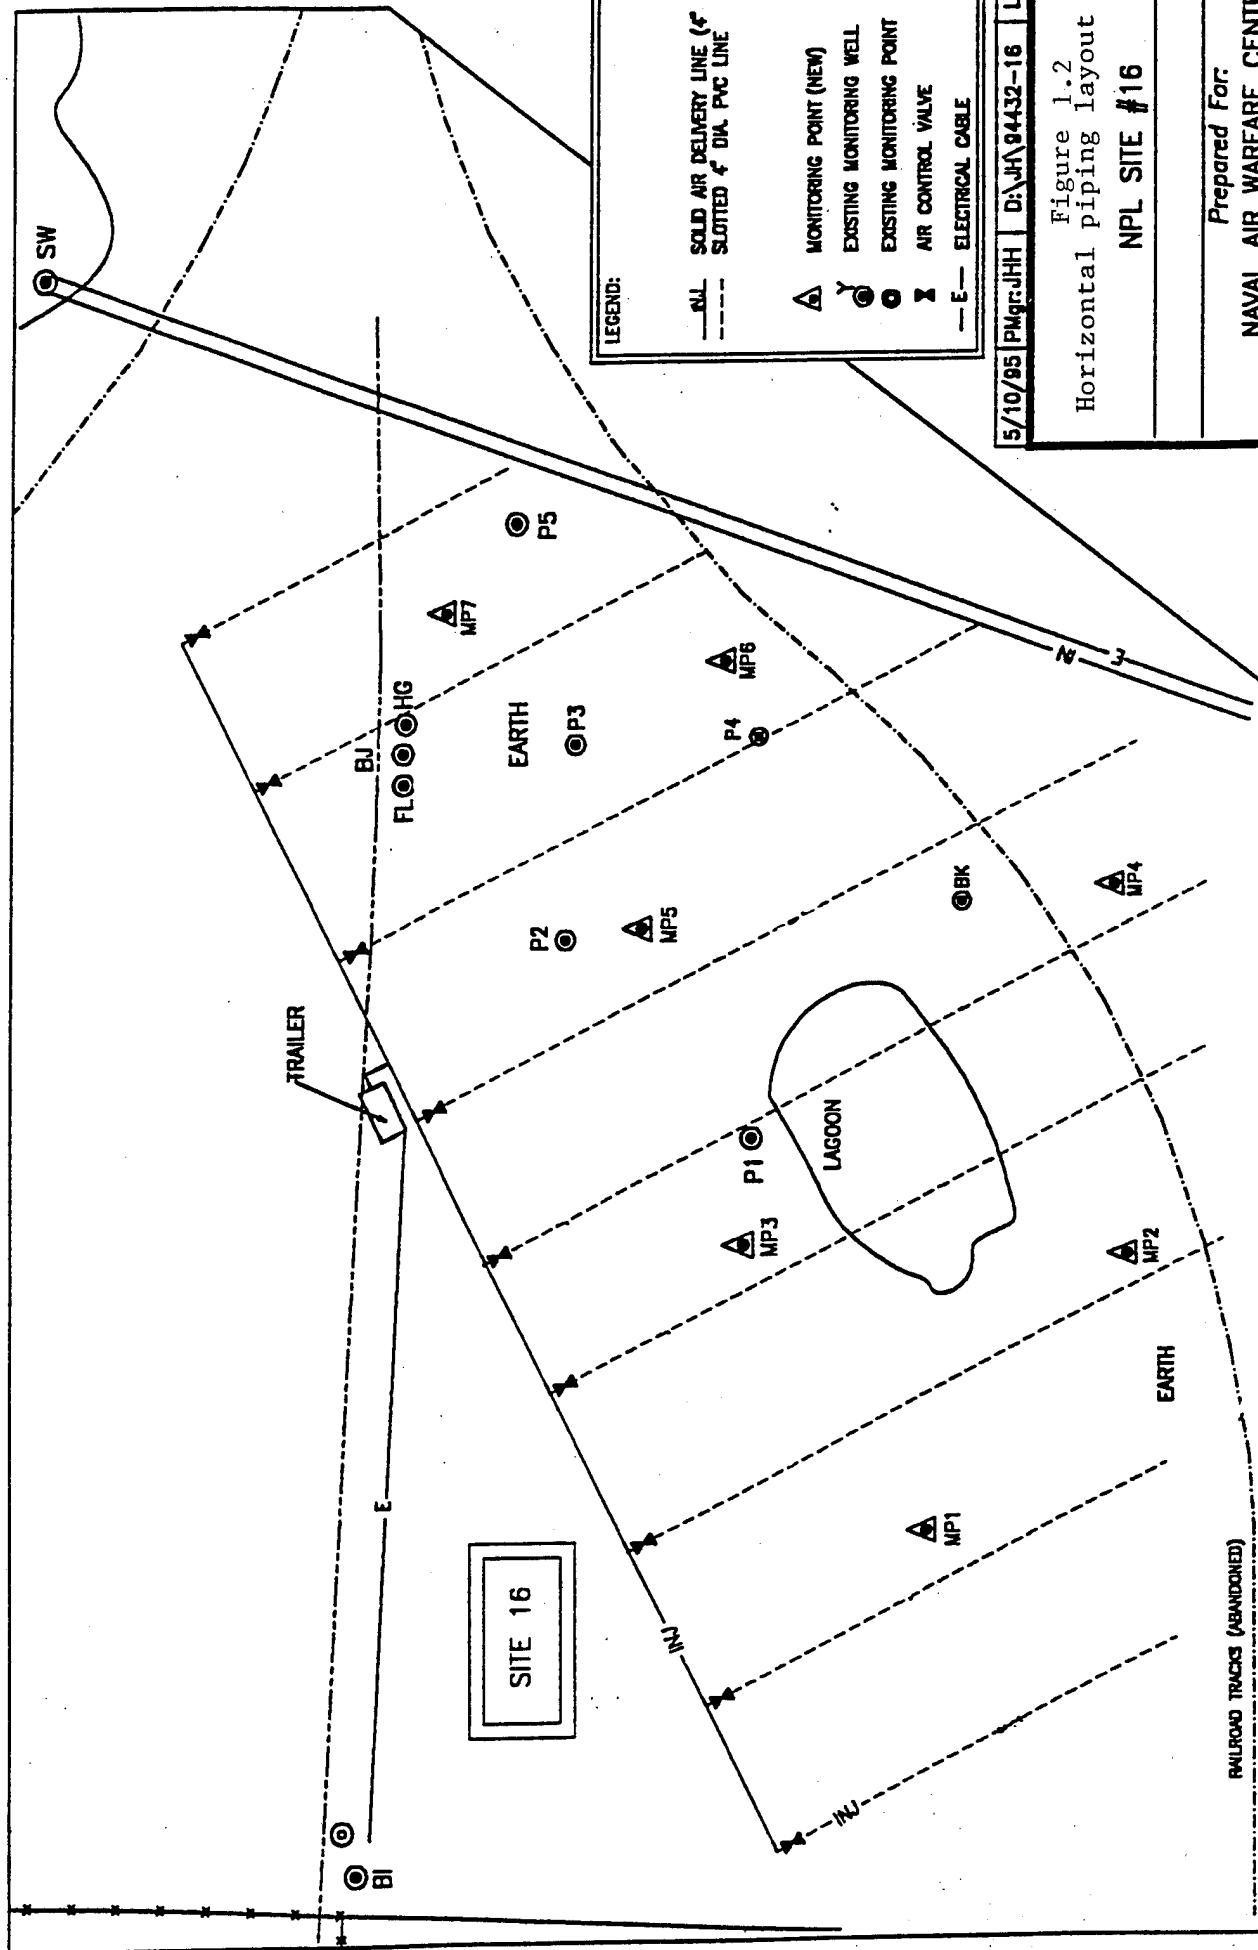 SW
BJ
FL
HG
P5
MP7
EARTH
P3
MP6
P4
P2
MP5
BK
MP4
TRAILER
P1
LAGOON
MP3
MP2
EARTH
E
SITE 16
MP1
INJ
INJ
BI
RAILROAD TRACKS (ABANDONED)
E
LEGEND:
INJ SOLID AIR DELIVERY LINE (4"
SLOTTED 4" DIA. PVC LINE
MONITORING POINT (NEW)
EXISTING MONITORING WELL
EXISTING MONITORING POINT
AIR CONTROL VALVE
E ELECTRICAL CABLE
5/10/95 PMgr:JHH D:\JH\94432-16
Figure 1.2
Horizontal piping layout
NPL SITE #16
Prepared For:
NAVAL AIR WARFARE